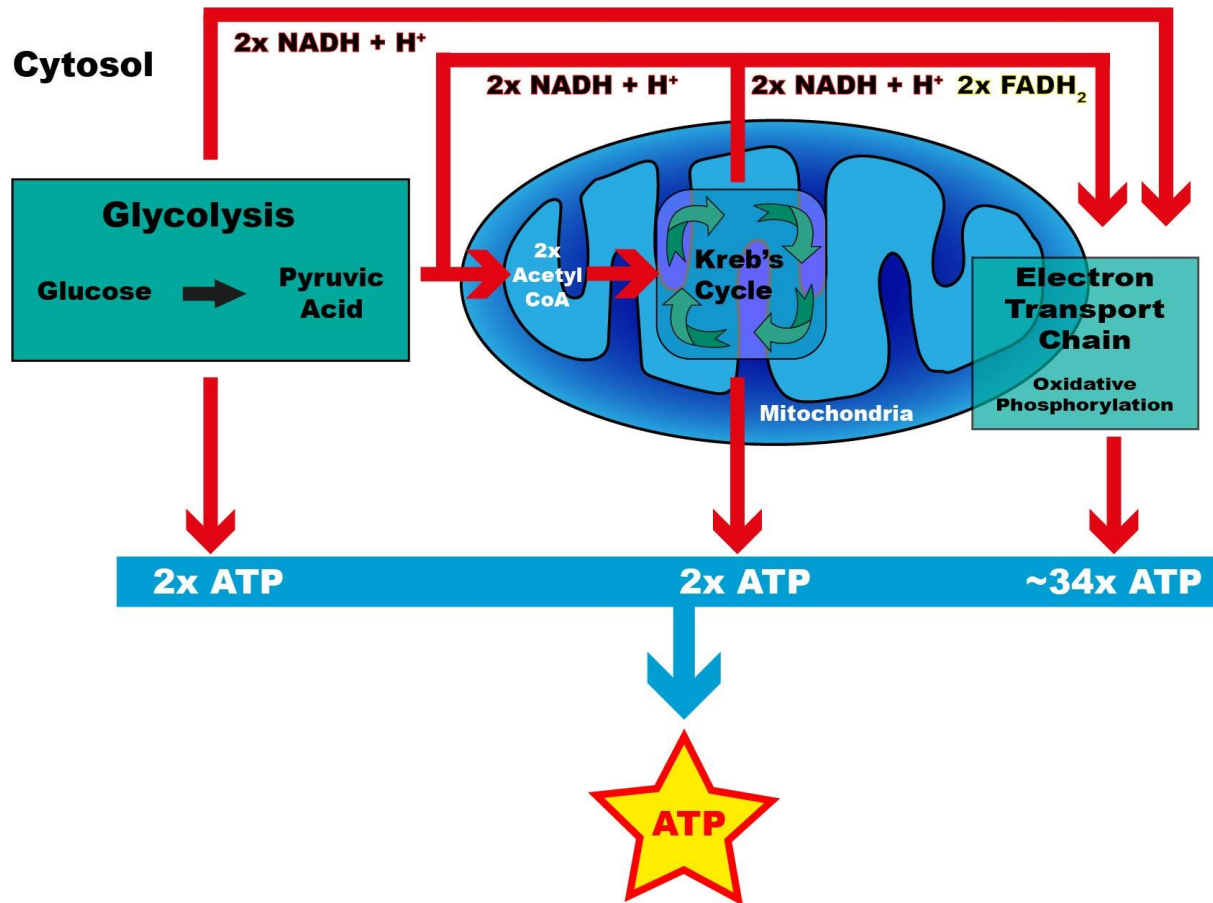 2x NADH + H⁺
Cytosol
2x NADH + H⁺
2x NADH + H⁺ 2x FADH₂
Glycolysis
Glucose
Pyruvic
Acid
2x
Acetyl
CoA
Kreb's
Cycle
Mitochondria
Electron
Transport
Chain
Oxidative
Phosphorylation
2x ATP
2x ATP
~34x ATP
ATP